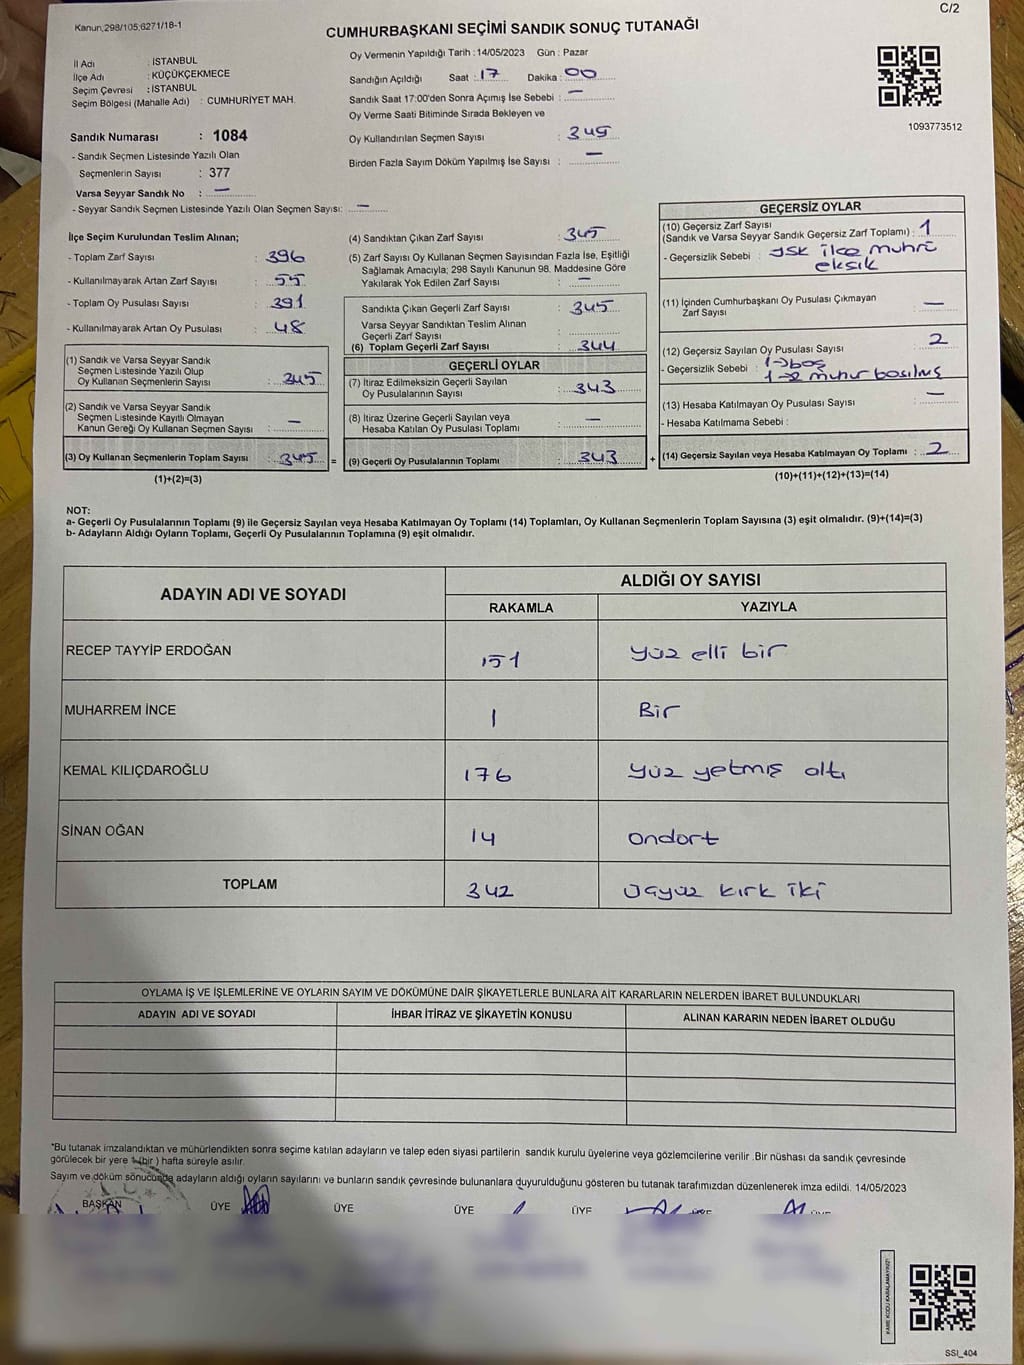 C/2
Kanun,298/105,6271/18-1
CUMHURBAŞKANI SEÇİMİ SANDIK SONUÇ TUTANAĞI
İl Adı : İSTANBUL
İlçe Adı : KÜÇÜKÇEKMECE
Seçim Çevresi : İSTANBUL
Seçim Bölgesi (Mahalle Adı) : CUMHURİYET MAH.
Sandık Numarası : 1084
- Sandık Seçmen Listesinde Yazılı Olan
Seçmenlerin Sayısı : 377
Varsa Seyyar Sandık No : —
- Seyyar Sandık Seçmen Listesinde Yazılı Olan Seçmen Sayısı: —
Oy Vermenin Yapıldığı Tarih : 14/05/2023 Gün : Pazar
Sandığın Açıldığı Saat : 17 Dakika : 00
Sandık Saat 17:00'den Sonra Açımış İse Sebebi : —
Oy Verme Saati Bitiminde Sırada Bekleyen ve
Oy Kullandırılan Seçmen Sayısı : 345
Birden Fazla Sayım Döküm Yapılmış İse Sayısı : —
1093773512
İlçe Seçim Kurulundan Teslim Alınan;
- Toplam Zarf Sayısı : 396
- Kullanılmayarak Artan Zarf Sayısı : 55
- Toplam Oy Pusulası Sayısı : 391
- Kullanılmayarak Artan Oy Pusulası : 48
(1) Sandık ve Varsa Seyyar Sandık
Seçmen Listesinde Yazılı Olup
Oy Kullanan Seçmenlerin Sayısı : 345
(2) Sandık ve Varsa Seyyar Sandık
Seçmen Listesinde Kayıtlı Olmayan
Kanun Gereği Oy Kullanan Seçmen Sayısı : —
(3) Oy Kullanan Seçmenlerin Toplam Sayısı : 345 =
(1)+(2)=(3)
(4) Sandıktan Çıkan Zarf Sayısı : 345
(5) Zarf Sayısı Oy Kullanan Seçmen Sayısından Fazla İse, Eşitliği
Sağlamak Amacıyla; 298 Sayılı Kanunun 98. Maddesine Göre
Yakılarak Yok Edilen Zarf Sayısı : —
Sandıkta Çıkan Geçerli Zarf Sayısı : 345
Varsa Seyyar Sandıktan Teslim Alınan
Geçerli Zarf Sayısı :
(6) Toplam Geçerli Zarf Sayısı : 344
GEÇERLİ OYLAR
(7) İtiraz Edilmeksizin Geçerli Sayılan
Oy Pusulasının Sayısı : 343
(8) İtiraz Üzerine Geçerli Sayılan veya
Hesaba Katılan Oy Pusulası Toplamı : —
(9) Geçerli Oy Pusulalarının Toplamı : 343 +
GEÇERSİZ OYLAR
(10) Geçersiz Zarf Sayısı
(Sandık ve Varsa Seyyar Sandık Geçersiz Zarf Toplamı) : 1
- Geçersizlik Sebebi : YSK ilçe muhrü
eksik
(11) İçinden Cumhurbaşkanı Oy Pusulası Çıkmayan
Zarf Sayısı : —
(12) Geçersiz Sayılan Oy Pusulası Sayısı : 2
- Geçersizlik Sebebi : 1→boş
1→2 muhur basılmış
(13) Hesaba Katılmayan Oy Pusulası Sayısı : —
- Hesaba Katılmama Sebebi :
(14) Geçersiz Sayılan veya Hesaba Katılmayan Oy Toplamı : 2
(10)+(11)+(12)+(13)=(14)
NOT:
a- Geçerli Oy Pusulalarının Toplamı (9) ile Geçersiz Sayılan veya Hesaba Katılmayan Oy Toplamı (14) Toplamları, Oy Kullanan Seçmenlerin Toplam Sayısına (3) eşit olmalıdır. (9)+(14)=(3)
b- Adayların Aldığı Oyların Toplamı, Geçerli Oy Pusulalarının Toplamına (9) eşit olmalıdır.
ADAYIN ADI VE SOYADI ALDIĞI OY SAYISI
RAKAMLA YAZIYLA
RECEP TAYYİP ERDOĞAN 151 yüz elli bir
MUHARREM İNCE 1 Bir
KEMAL KILIÇDAROĞLU 176 yüz yetmiş altı
SİNAN OĞAN 14 ondort
TOPLAM 342 üçyüz kırk iki
OYLAMA İŞ VE İŞLEMLERİNE VE OYLARIN SAYIM VE DÖKÜMÜNE DAİR ŞİKAYETLERLE BUNLARA AİT KARARLARIN NELERDEN İBARET BULUNDUKLARI
ADAYIN ADI VE SOYADI İHBAR İTİRAZ VE ŞİKAYETİN KONUSU ALINAN KARARIN NEDEN İBARET OLDUĞU
*Bu tutanak imzalandıktan ve mühürlendikten sonra seçime katılan adayların ve talep eden siyasi partilerin sandık kurulu üyelerine veya gözlemcilerine verilir .Bir nüshası da sandık çevresinde
görülecek bir yere 1 (bir ) hafta süreyle asılır.
Sayım ve döküm sonucunda adayların aldığı oyların sayılarını ve bunların sandık çevresinde bulunanlara duyurulduğunu gösteren bu tutanak tarafımızdan düzenlenerek imza edildi. 14/05/2023
BAŞKAN ÜYE ÜYE ÜYE ÜYE ÜYE ÜYE
KARE KODU KARALAMAYINIZ!
SSI_404